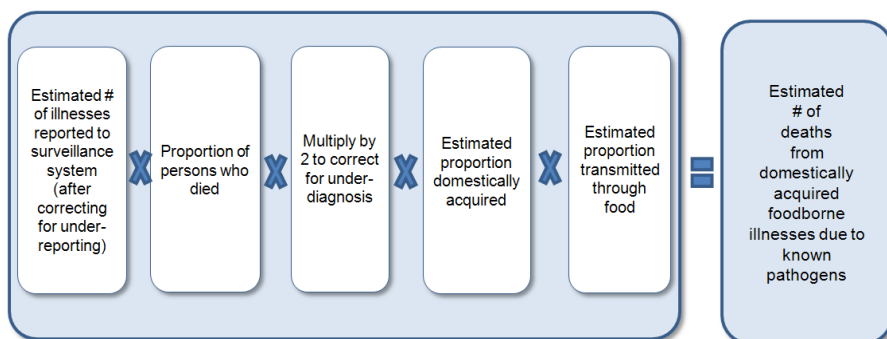 Estimated #
of illnesses
reported to
surveillance
system
(after
correcting
for under-
reporting)
Proportion of
persons who
died
Multiply by
2 to correct
for under-
diagnosis
Estimated
proportion
domestically
acquired
Estimated
proportion
transmitted
through
food
Estimated
# of
deaths
from
domestically
acquired
foodborne
illnesses due to
known
pathogens